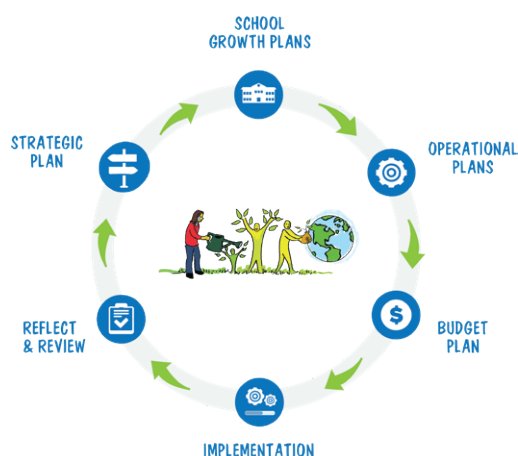 SCHOOL
GROWTH PLANS
OPERATIONAL
PLANS
$
BUDGET
PLAN
IMPLEMENTATION
REFLECT
& REVIEW
STRATEGIC
PLAN